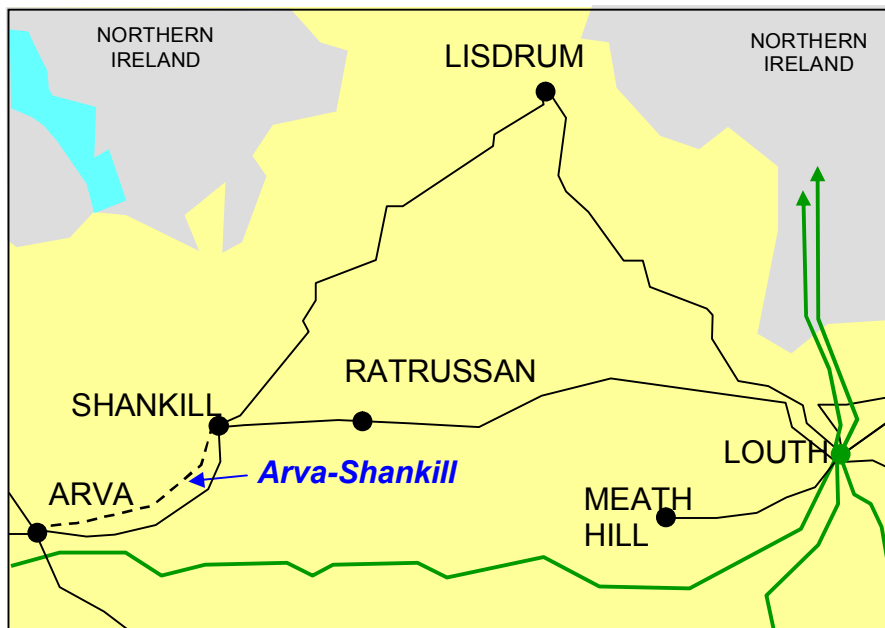 NORTHERN
IRELAND
LISDRUM
NORTHERN
IRELAND
RATRUSSAN
SHANKILL
Arva-Shankill
LOUTH
ARVA
MEATH
HILL